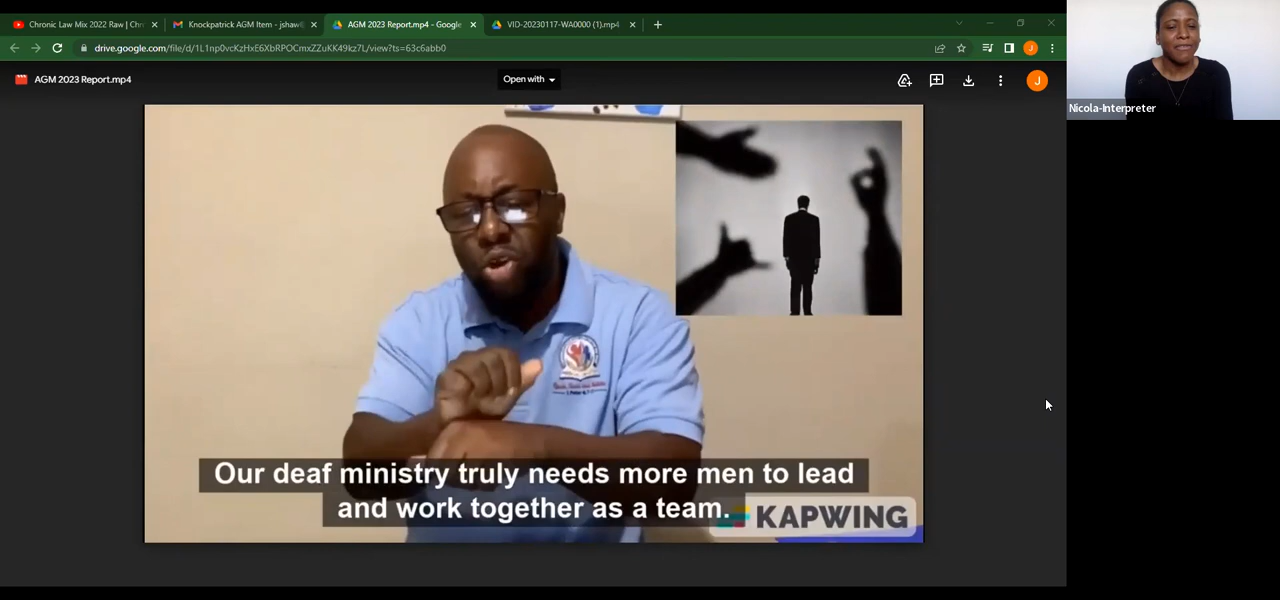 Chronic Law Mix 2022 Raw | Chr
Knockpatrick AGM Item - jshaw
AGM 2023 Report.mp4 - Google
VID-20230117-WA0000 (1).mp4
drive.google.com/file/d/1L1np0vcKzHxE6XbRPOCmxZZuKK49kz7L/view?ts=63c6abb0
J
AGM 2023 Report.mp4
Open with
J
Nicola-Interpreter
Our deaf ministry truly needs more men to lead
and work together as a team.
KAPWING